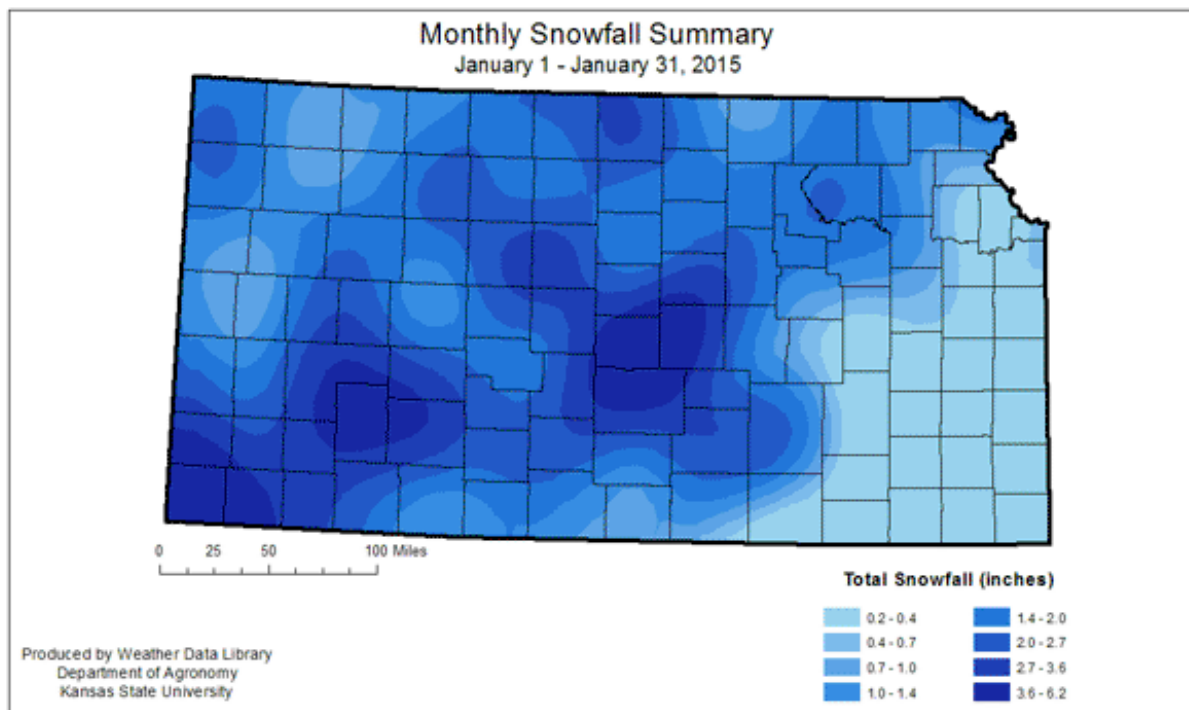 Monthly Snowfall Summary
January 1 - January 31, 2015
0 25 50 100 Miles
Total Snowfall (inches)
0.2 - 0.4 1.4 - 2.0
0.4 - 0.7 2.0 - 2.7
0.7 - 1.0 2.7 - 3.6
1.0 - 1.4 3.6 - 6.2
Produced by Weather Data Library
Department of Agronomy
Kansas State University